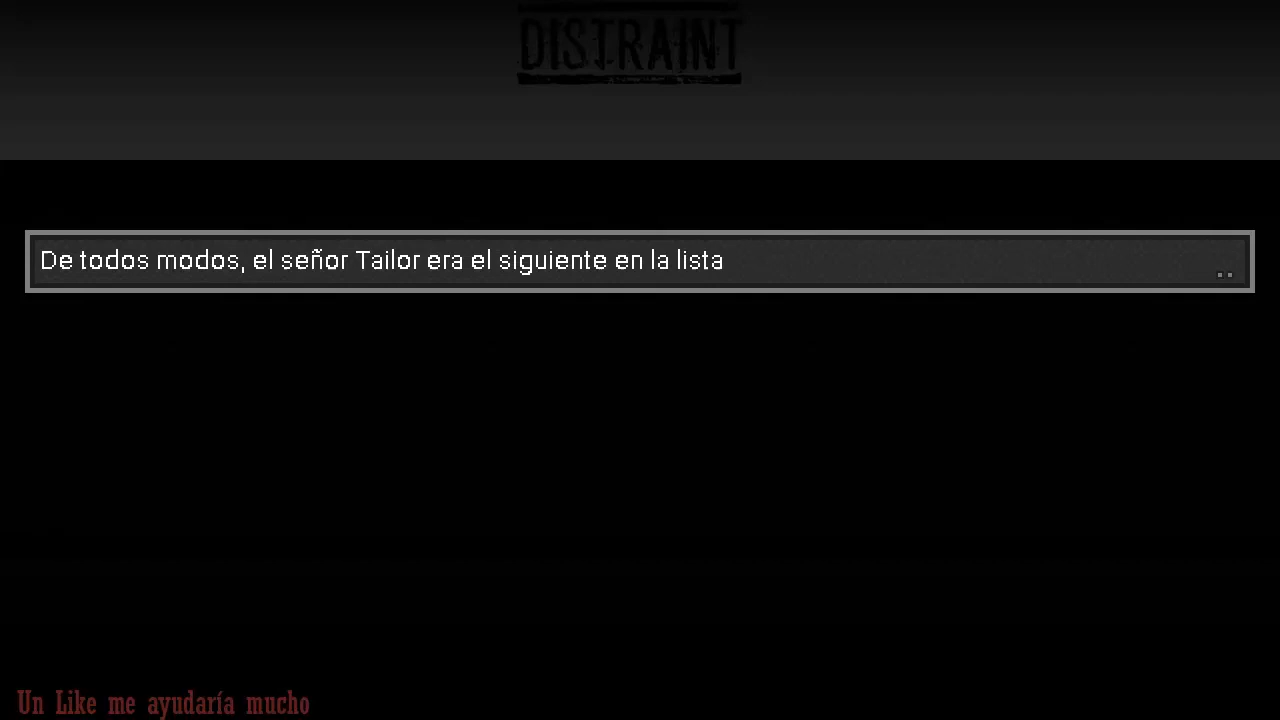 DISTRAINT
De todos modos, el señor Tailor era el siguiente en la lista
Un Like me ayudaría mucho